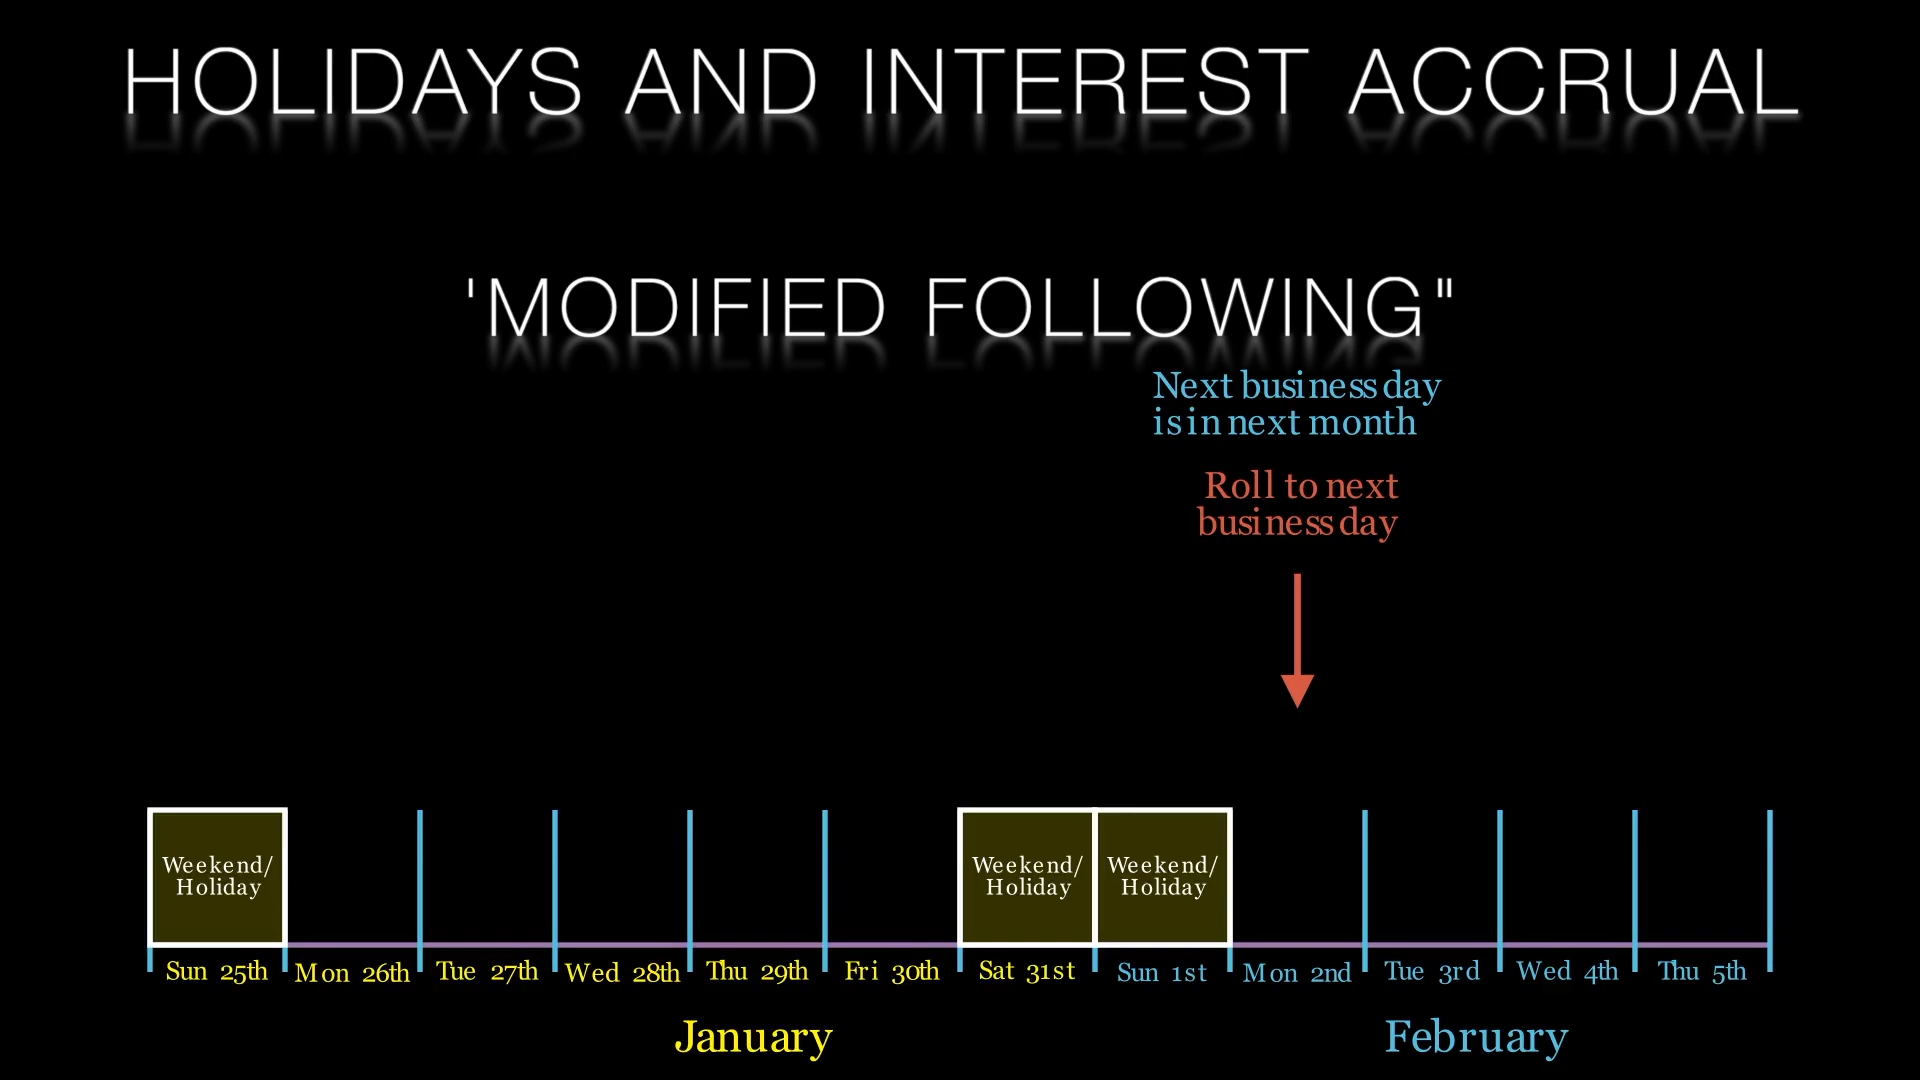 HOLIDAYS AND INTEREST ACCRUAL
'MODIFIED FOLLOWING"
Next business day
is in next month
Roll to next
business day
Weekend/
Holiday
Weekend/
Holiday
Weekend/
Holiday
Sun 25th Mon 26th Tue 27th Wed 28th Thu 29th Fri 30th Sat 31st Sun 1st Mon 2nd Tue 3rd Wed 4th Thu 5th
January February